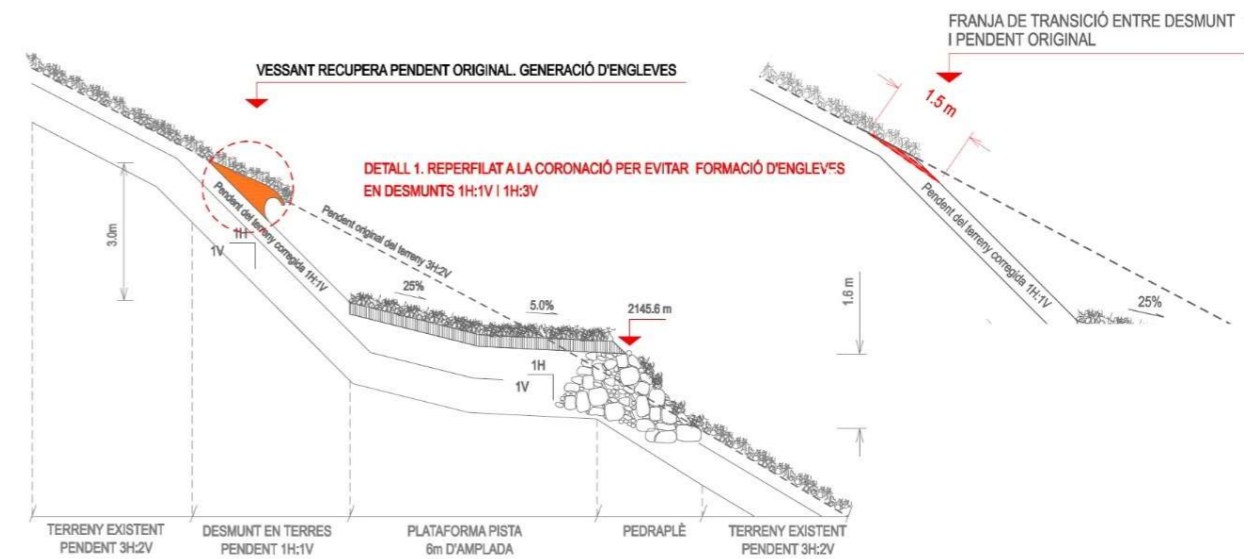 FRANJA DE TRANSICIÓ ENTRE DESMUNT
I PENDENT ORIGINAL
VESSANT RECUPERA PENDENT ORIGINAL. GENERACIÓ D'ENGLEVES
1.5 m
DETALL 1. REPERFILAT A LA CORONACIÓ PER EVITAR FORMACIÓ D'ENGLEVES
EN DESMUNTS 1H:1V I 1H:3V
3.0m
1H
1V
Pendent del terreny corregida 1H:1V
Pendent original del terreny 3H:2V
25%
5.0%
2145.6 m
1H
1V
1.6 m
Pendent del terreny corregida 1H:1V
25%
TERRENY EXISTENT
PENDENT 3H:2V
DESMUNT EN TERRES
PENDENT 1H:1V
PLATAFORMA PISTA
6m D'AMPLADA
PEDRAPLÈ
TERRENY EXISTENT
PENDENT 3H:2V